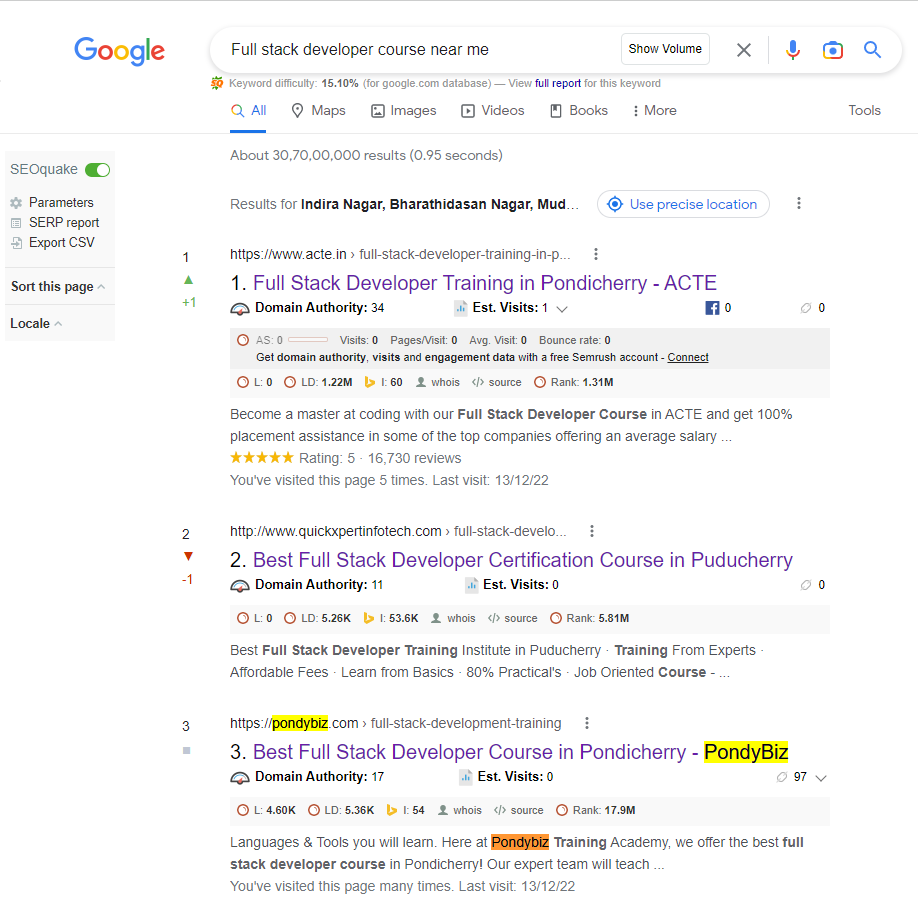 Google
Full stack developer course near me
Show Volume
Keyword difficulty: 15.10% (for google.com database) — View full report for this keyword
All Maps Images Videos Books More Tools
About 30,70,00,000 results (0.95 seconds)
SEOquake
Parameters
SERP report
Export CSV
Sort this page
Locale
Results for Indira Nagar, Bharathidasan Nagar, Mud... Use precise location
1
+1
https://www.acte.in › full-stack-developer-training-in-p...
1. Full Stack Developer Training in Pondicherry - ACTE
Domain Authority: 34 Est. Visits: 1 0 0
AS: 0 Visits: 0 Pages/Visit: 0 Avg. Visit: 0 Bounce rate: 0
Get domain authority, visits and engagement data with a free Semrush account - Connect
L: 0 LD: 1.22M I: 60 whois </> source Rank: 1.31M
Become a master at coding with our Full Stack Developer Course in ACTE and get 100%
placement assistance in some of the top companies offering an average salary ...
Rating: 5 · 16,730 reviews
You've visited this page 5 times. Last visit: 13/12/22
2
-1
http://www.quickxpertinfotech.com › full-stack-develo...
2. Best Full Stack Developer Certification Course in Puducherry
Domain Authority: 11 Est. Visits: 0 0
L: 0 LD: 5.26K I: 53.6K whois </> source Rank: 5.81M
Best Full Stack Developer Training Institute in Puducherry · Training From Experts ·
Affordable Fees · Learn from Basics · 80% Practical's · Job Oriented Course - ...
3
https://pondybiz.com › full-stack-development-training
3. Best Full Stack Developer Course in Pondicherry - PondyBiz
Domain Authority: 17 Est. Visits: 0 97
L: 4.60K LD: 5.36K I: 54 whois </> source Rank: 17.9M
Languages & Tools you will learn. Here at Pondybiz Training Academy, we offer the best full
stack developer course in Pondicherry! Our expert team will teach ...
You've visited this page many times. Last visit: 13/12/22